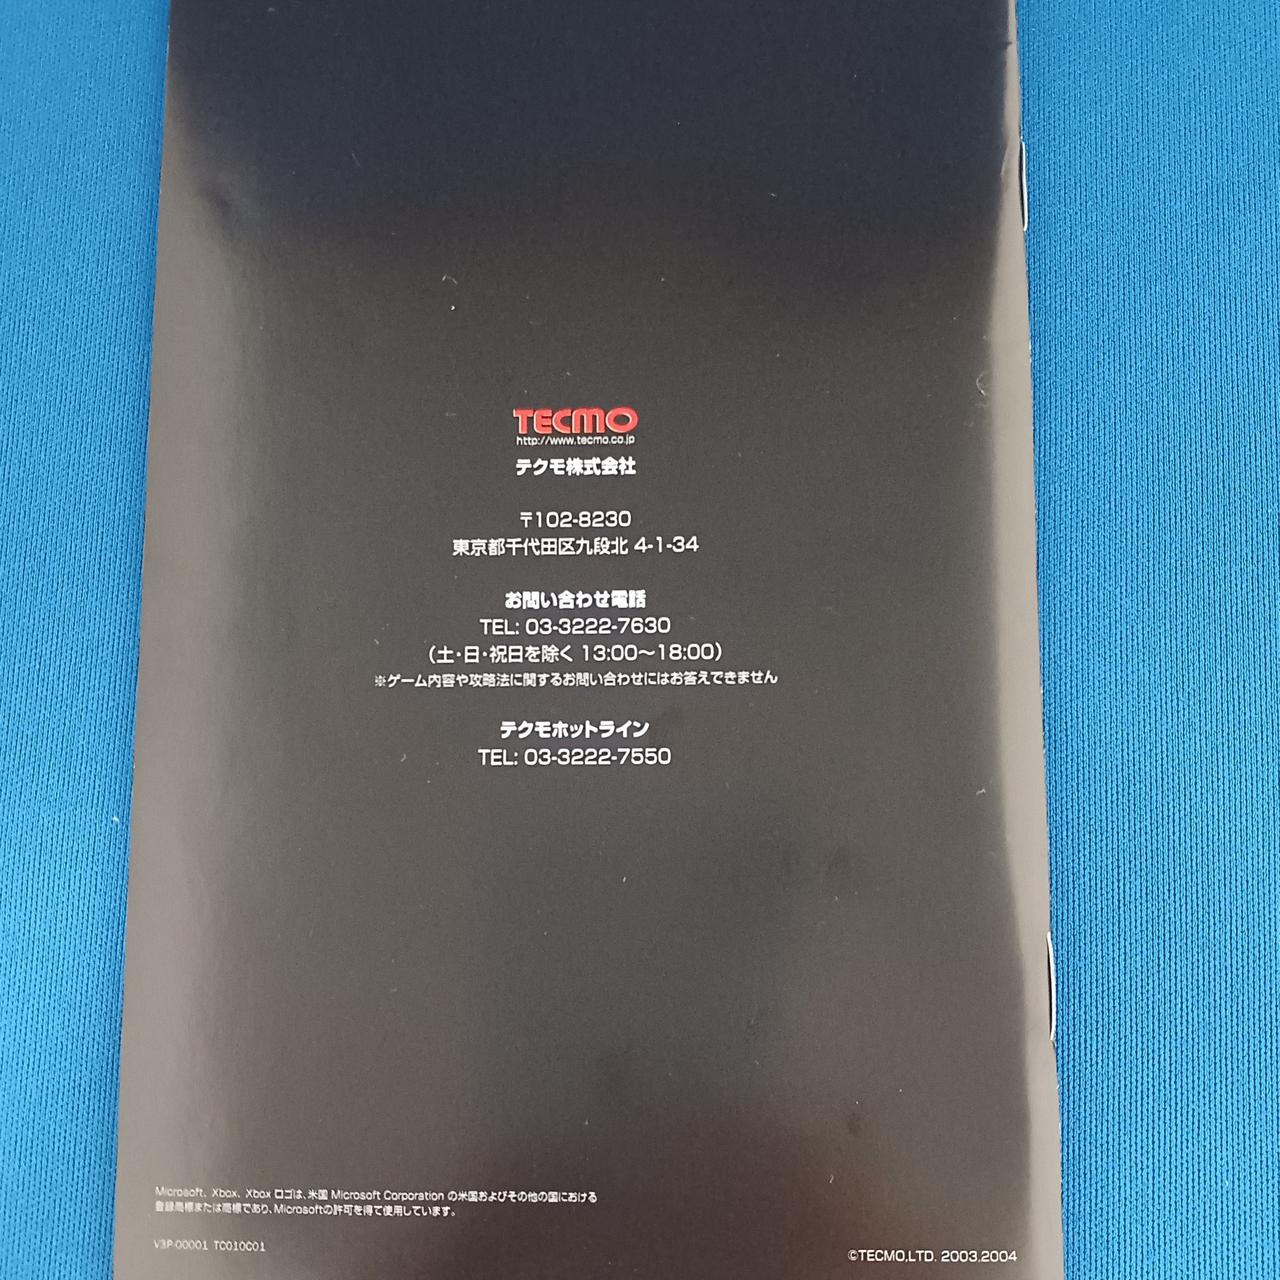 TECMO
http://www.tecmo.co.jp
テクモ株式会社
〒102-8230
東京都千代田区九段北 4-1-34
お問い合わせ電話
TEL: 03-3222-7630
（土・日・祝日を除く 13:00～18:00）
※ゲーム内容や攻略法に関するお問い合わせにはお答えできません
テクモホットライン
TEL: 03-3222-7550
Microsoft、Xbox、Xbox ロゴは、米国 Microsoft Corporation の米国およびその他の国における
登録商標または商標であり、Microsoftの許可を得て使用しています。
V3P-00001 TC010C01
©TECMO,LTD. 2003,2004